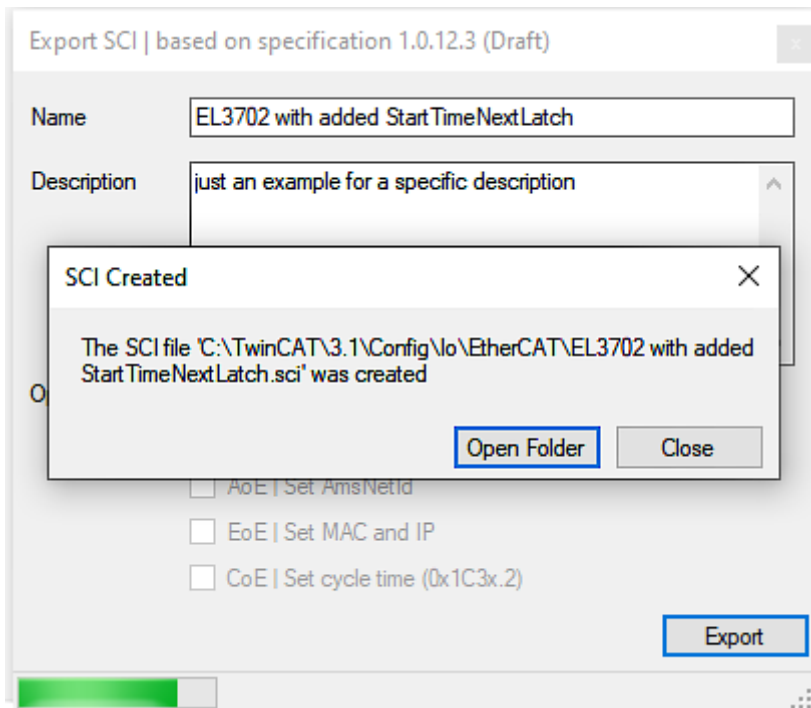 Export SCI | based on specification 1.0.12.3 (Draft)
x
Name
EL3702 with added StartTimeNextLatch
Description
just an example for a specific description
SCI Created
The SCI file 'C:\TwinCAT\3.1\Config\Io\EtherCAT\EL3702 with added
StartTimeNextLatch.sci' was created
Open Folder
Close
AoE | Set AmsNetId
EoE | Set MAC and IP
CoE | Set cycle time (0x1C3x.2)
Export